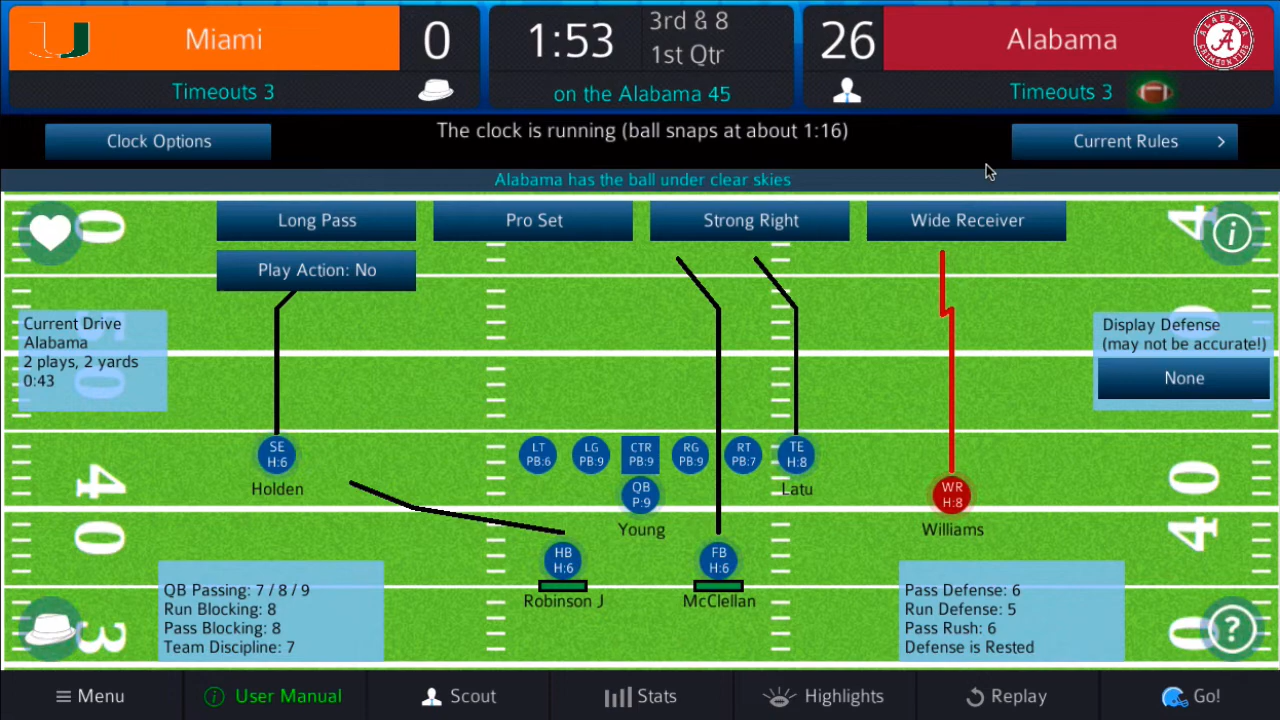 Miami
0
Timeouts 3
1:53
3rd & 8
1st Qtr
on the Alabama 45
26
Alabama
ALABAMA
A
Timeouts 3
Clock Options
The clock is running (ball snaps at about 1:16)
Current Rules
Alabama has the ball under clear skies
Long Pass
Pro Set
Strong Right
Wide Receiver
Play Action: No
Current Drive
Alabama
2 plays, 2 yards
0:43
Display Defense
(may not be accurate!)
None
SE
H:6
Holden
LT
PB:6
LG
PB:9
CTR
PB:9
RG
PB:9
RT
PB:7
TE
H:8
Latu
QB
P:9
Young
WR
H:8
Williams
HB
H:6
Robinson J
FB
H:6
McClellan
4 0
4 0
3
QB Passing: 7 / 8 / 9
Run Blocking: 8
Pass Blocking: 8
Team Discipline: 7
Pass Defense: 6
Run Defense: 5
Pass Rush: 6
Defense is Rested
Menu
User Manual
Scout
Stats
Highlights
Replay
Go!